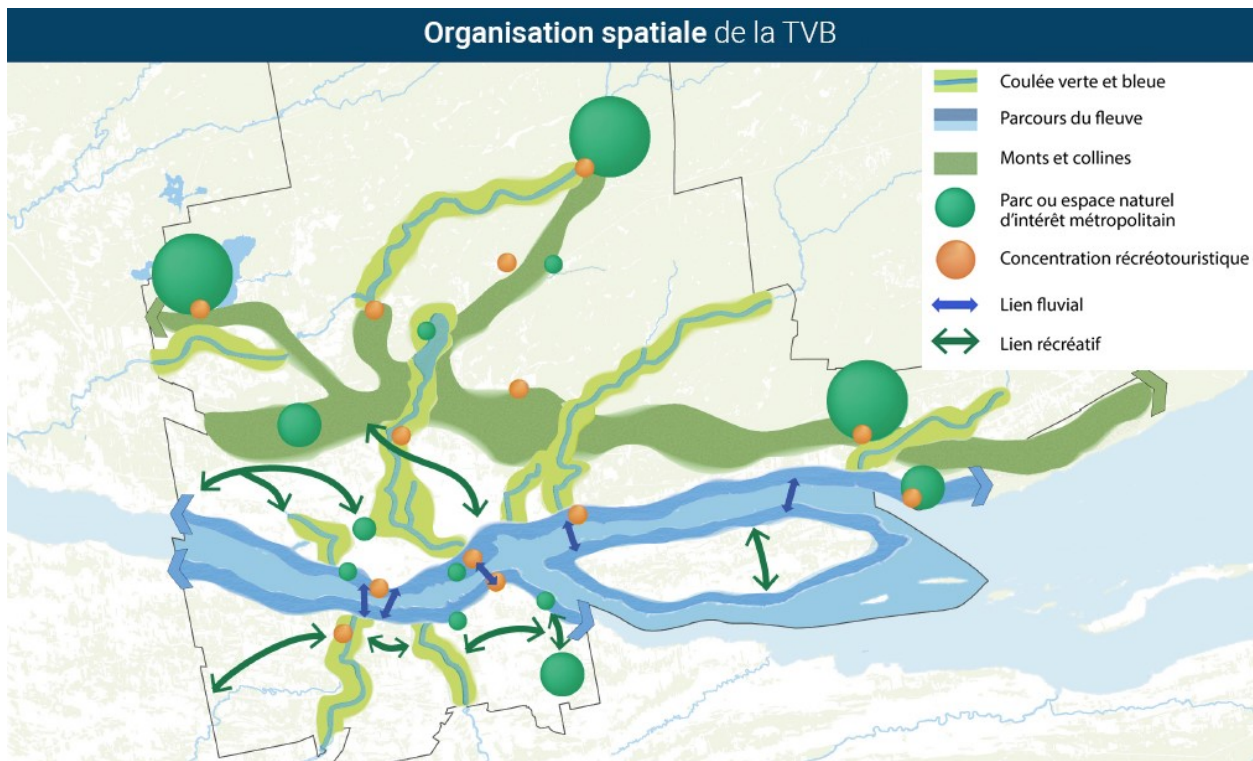 Organisation spatiale de la TVB
Coulée verte et bleue
Parcours du fleuve
Monts et collines
Parc ou espace naturel
d'intérêt métropolitain
Concentration récréotouristique
Lien fluvial
Lien récréatif